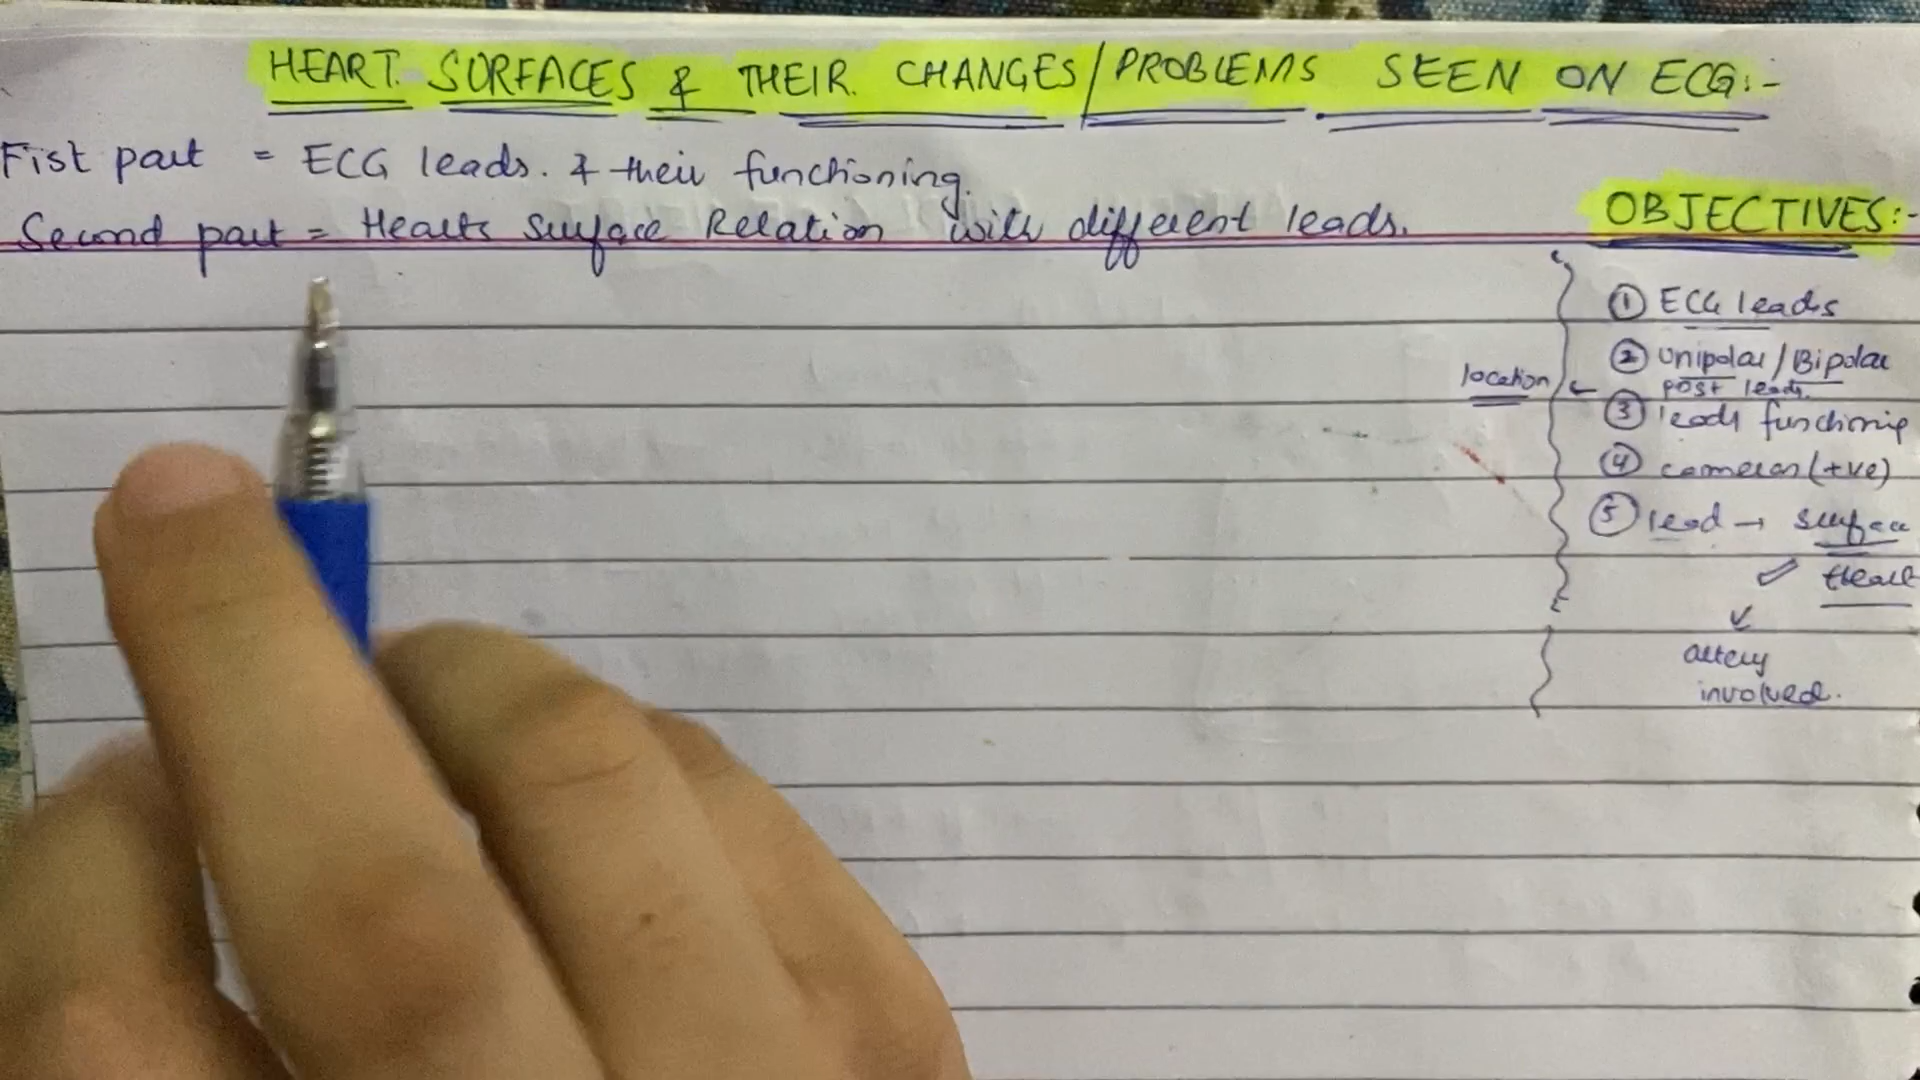 HEART SURFACES & THEIR CHANGES/PROBLEMS SEEN ON ECG:-
Fist part = ECG leads. & their functioning.
Second part = Hearts Surface Relation with different leads.
OBJECTIVES:-
① ECG leads
② Unipolar/Bipolar
location ← post leads.
③ leads functioning
④ cameras (+ve)
⑤ lead → surface
Heart
↓
artery
involved.